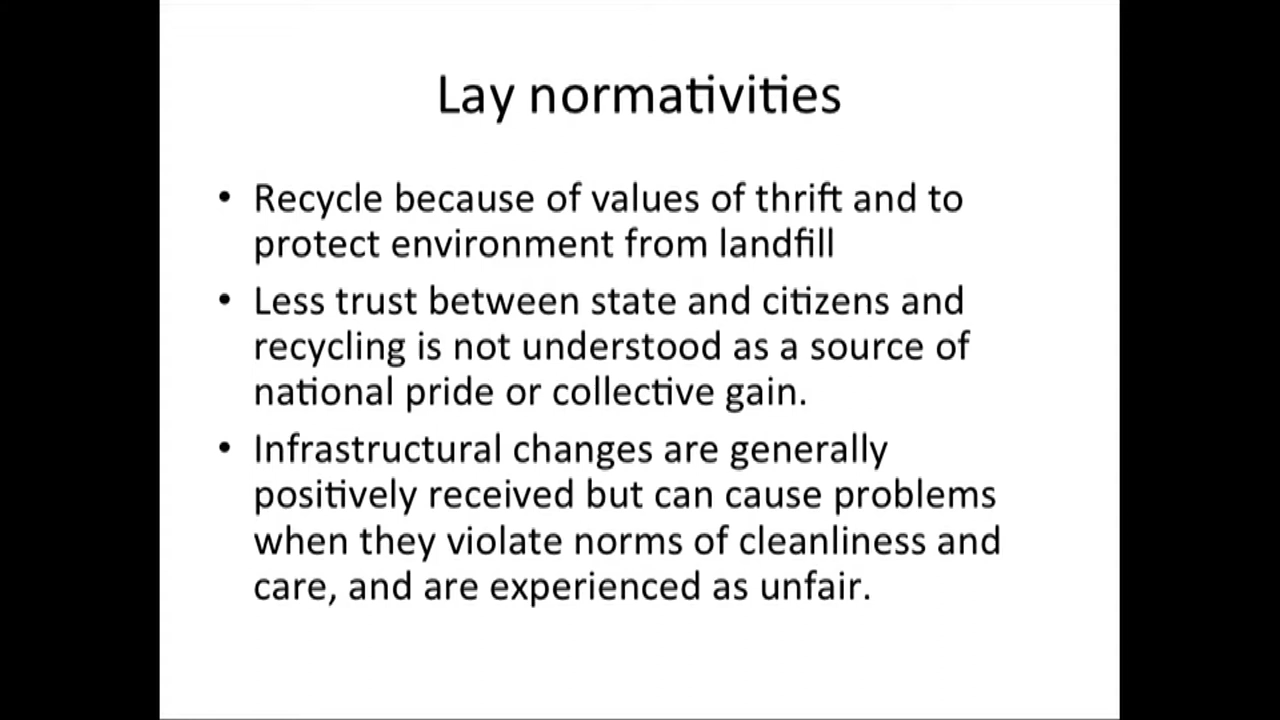 Lay normativities
• Recycle because of values of thrift and to
protect environment from landfill
• Less trust between state and citizens and
recycling is not understood as a source of
national pride or collective gain.
• Infrastructural changes are generally
positively received but can cause problems
when they violate norms of cleanliness and
care, and are experienced as unfair.